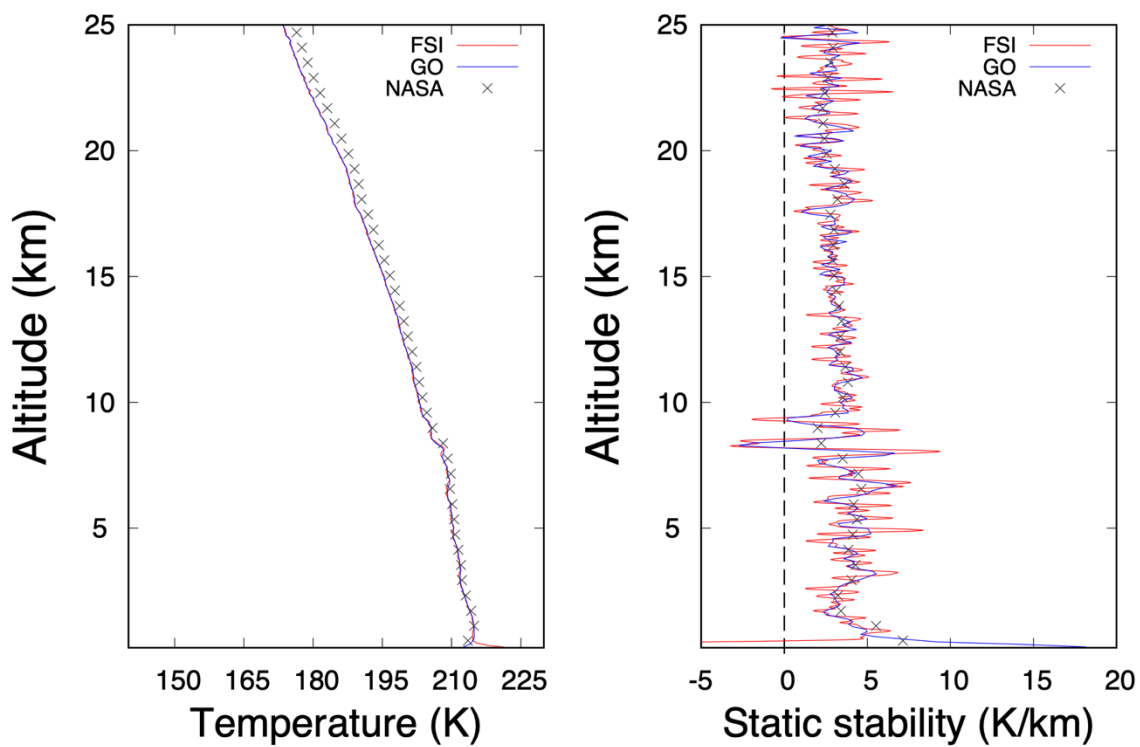 25
20
15
10
5
Altitude (km)
FSI
GO
NASA
150 165 180 195 210 225
Temperature (K)
25
20
15
10
5
Altitude (km)
FSI
GO
NASA
-5 0 5 10 15 20
Static stability (K/km)